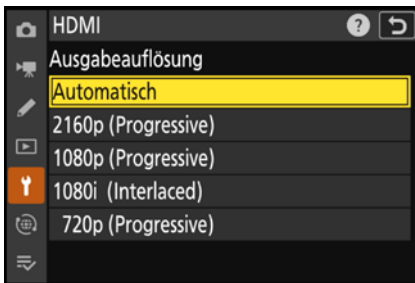 HDMI
Ausgabeauflösung
Automatisch
2160p (Progressive)
1080p (Progressive)
1080i (Interlaced)
720p (Progressive)